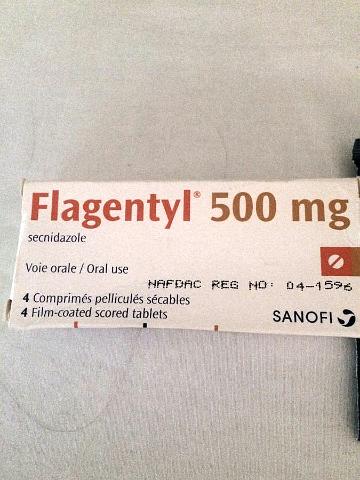 Flagentyl® 500 mg
secnidazole
Voie orale / Oral use
NAFDAC REG NO: 04-1596
4 Comprimés pelliculés sécables
4 Film-coated scored tablets
SANOFI